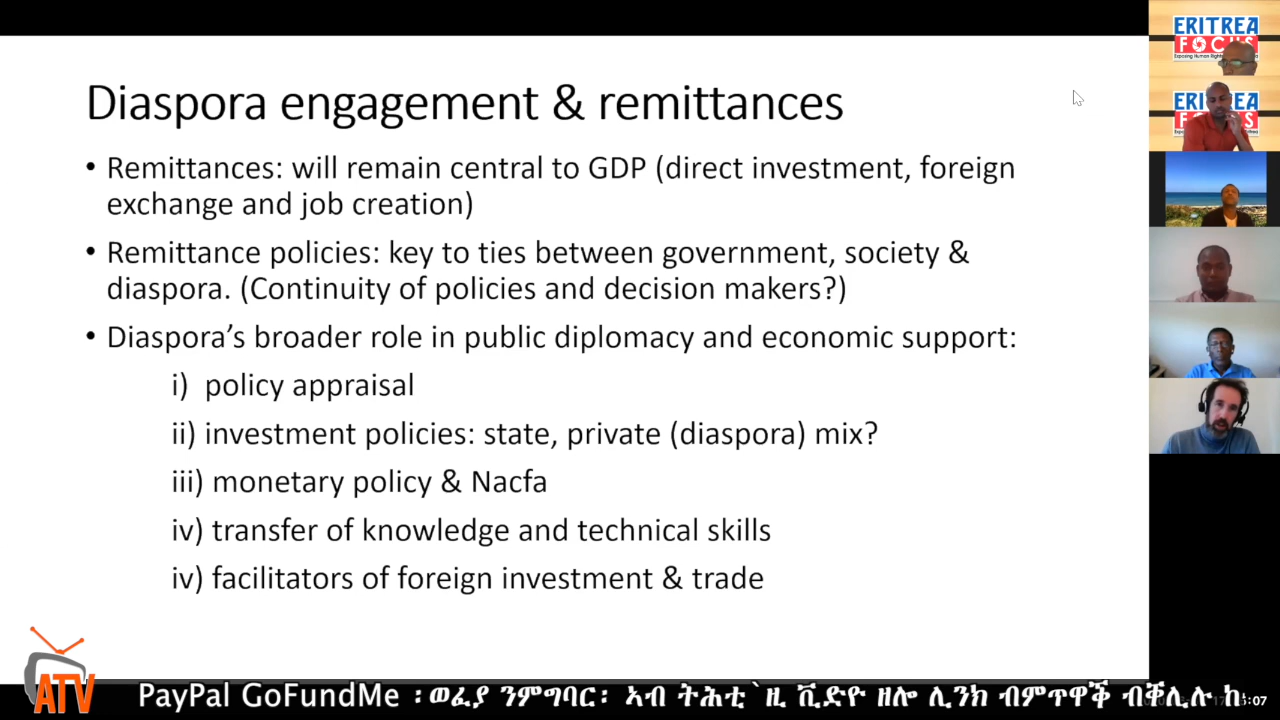 Diaspora engagement & remittances
• Remittances: will remain central to GDP (direct investment, foreign
exchange and job creation)
• Remittance policies: key to ties between government, society &
diaspora. (Continuity of policies and decision makers?)
• Diaspora’s broader role in public diplomacy and economic support:
i) policy appraisal
ii) investment policies: state, private (diaspora) mix?
iii) monetary policy & Nacfa
iv) transfer of knowledge and technical skills
iv) facilitators of foreign investment & trade
ERITREA
FOCUS
ERITREA
ATV
PayPal GoFundMe ፡ወፈያ ንምግባር፡ ኣብ ትሕቲ`ዚ ቪድዮ ዘሎ ሊንክ ብምጥዋቕ ብቐሊሉ ከ